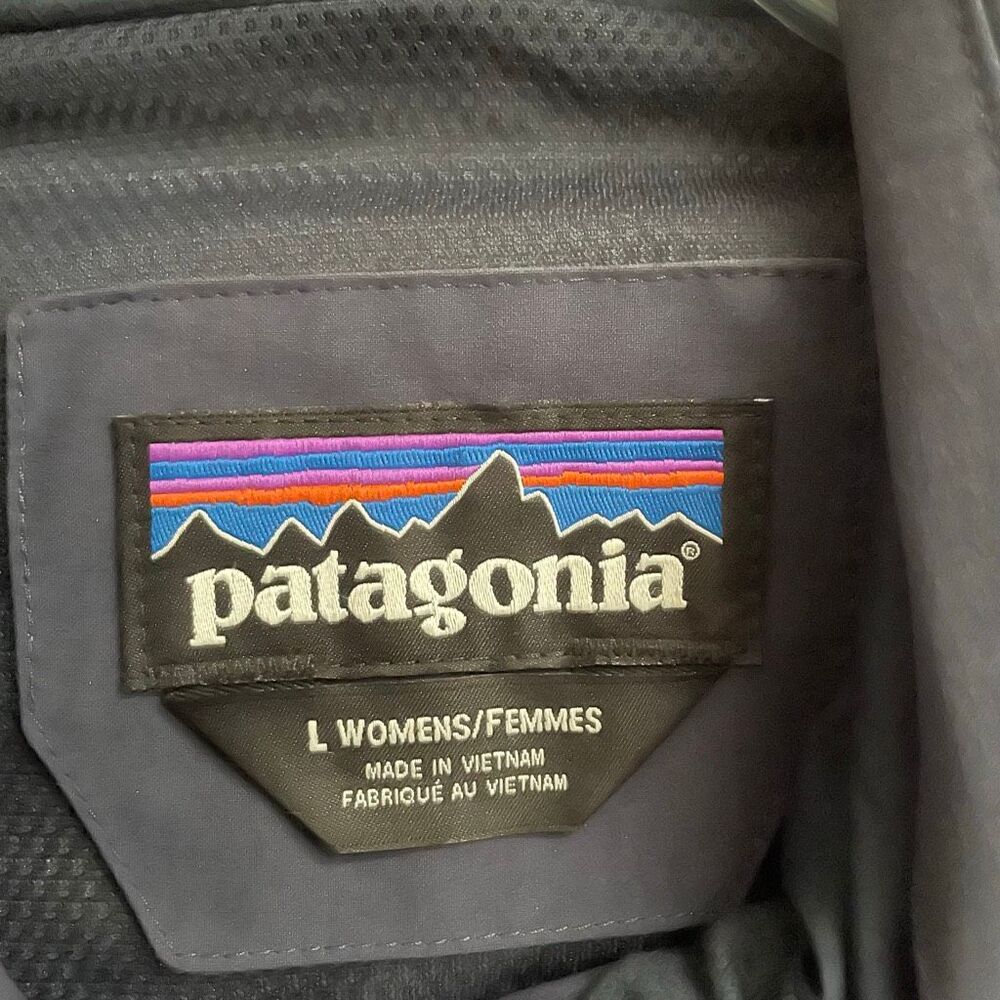 patagonia®
L WOMENS/FEMMES
MADE IN VIETNAM
FABRIQUÉ AU VIETNAM